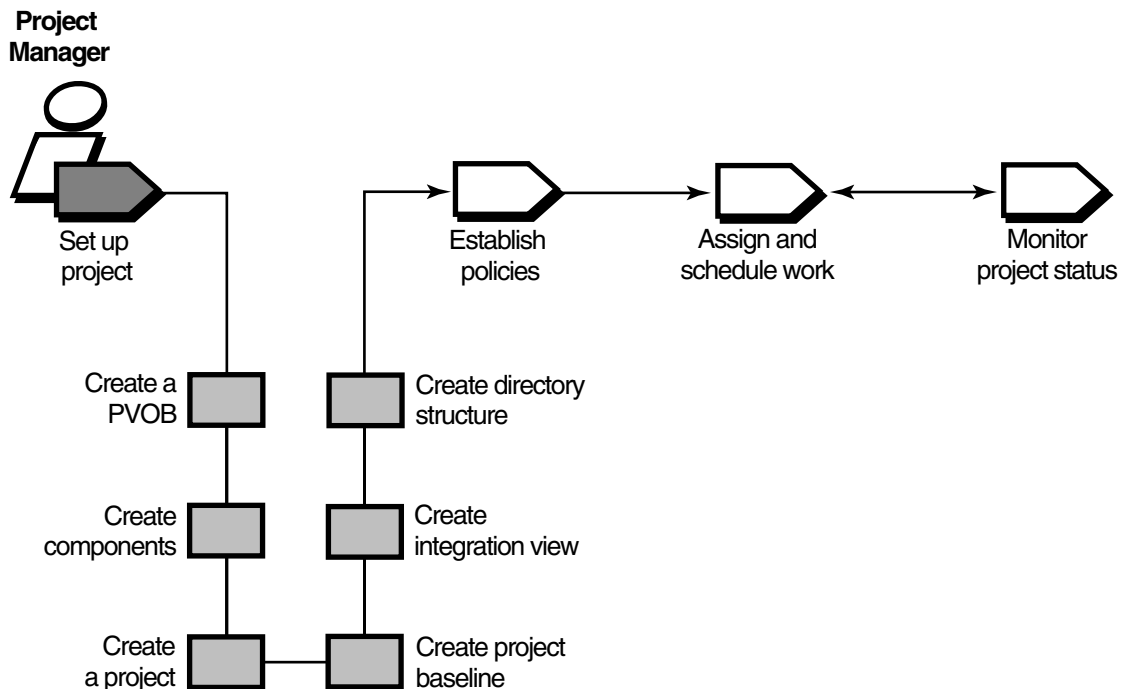 Project
Manager
Set up
project
Establish
policies
Assign and
schedule work
Monitor
project status
Create a
PVOB
Create directory
structure
Create
components
Create
integration view
Create
a project
Create project
baseline